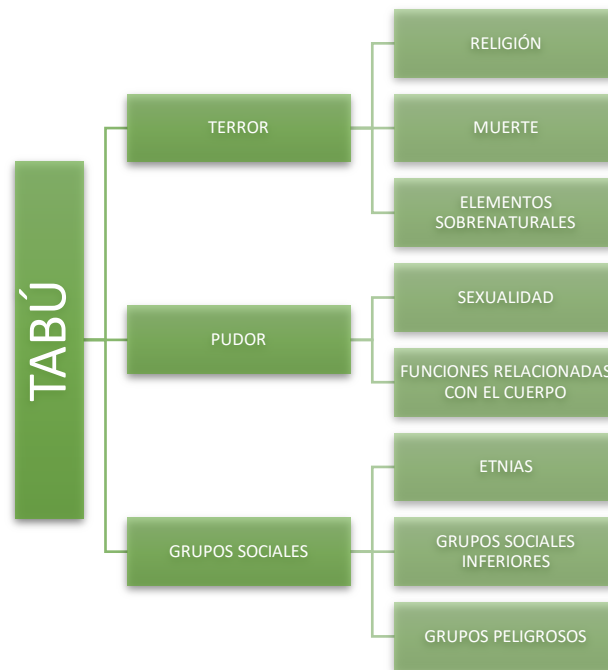 TABÚ
TERROR
RELIGIÓN
MUERTE
ELEMENTOS
SOBRENATURALES
PUDOR
SEXUALIDAD
FUNCIONES RELACIONADAS
CON EL CUERPO
GRUPOS SOCIALES
ETNIAS
GRUPOS SOCIALES
INFERIORES
GRUPOS PELIGROSOS